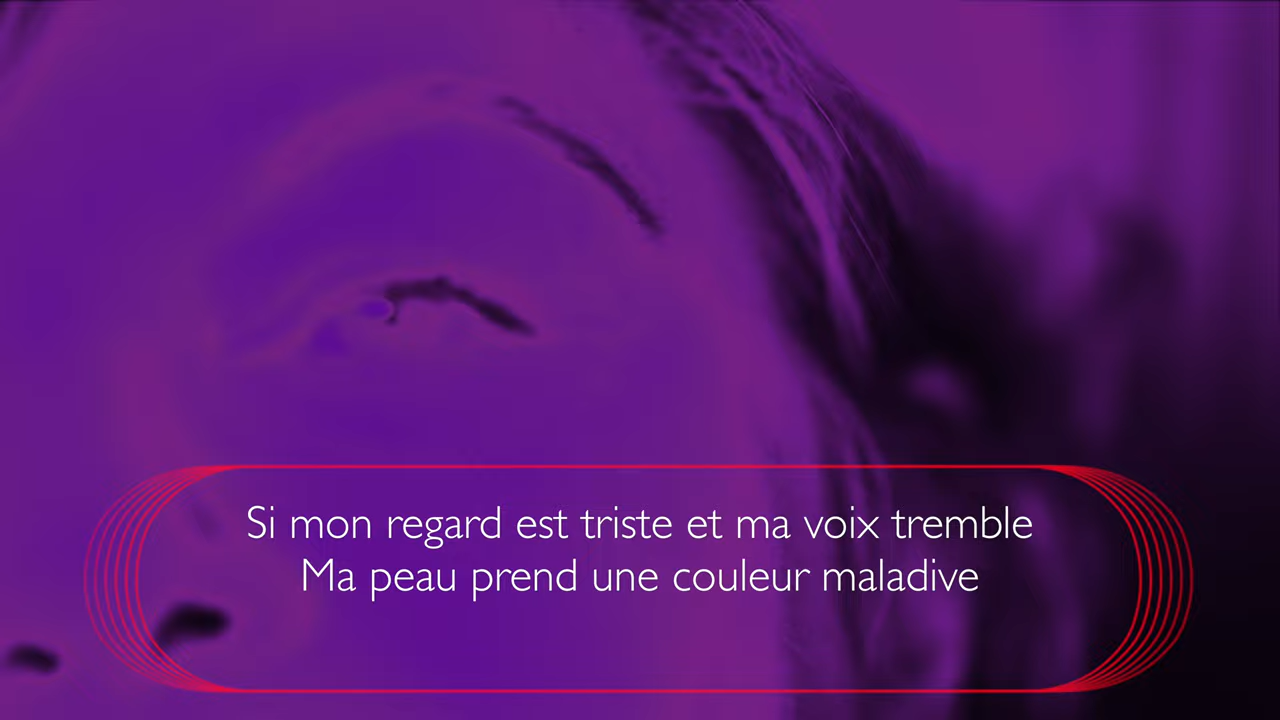 Si mon regard est triste et ma voix tremble
Ma peau prend une couleur maladive